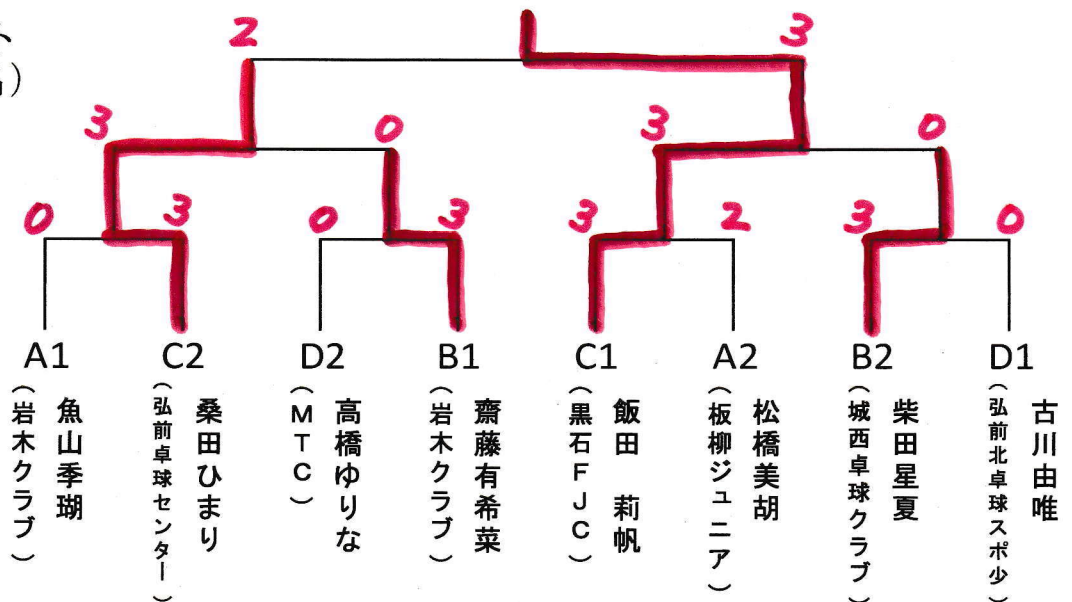 2 3
3 0 3 0
0 3 0 3 3 2 3 0
A1 C2 D2 B1 C1 A2 B2 D1
魚山季瑚
（岩木クラブ）
桑田ひまり
（弘前卓球センター）
高橋ゆりな
（ＭＴＣ）
齋藤有希菜
（岩木クラブ）
飯田　莉帆
（黒石ＦＪＣ）
松橋美胡
（板柳ジュニア）
柴田星夏
（城西卓球クラブ）
古川由唯
（弘前北卓球スポ少）